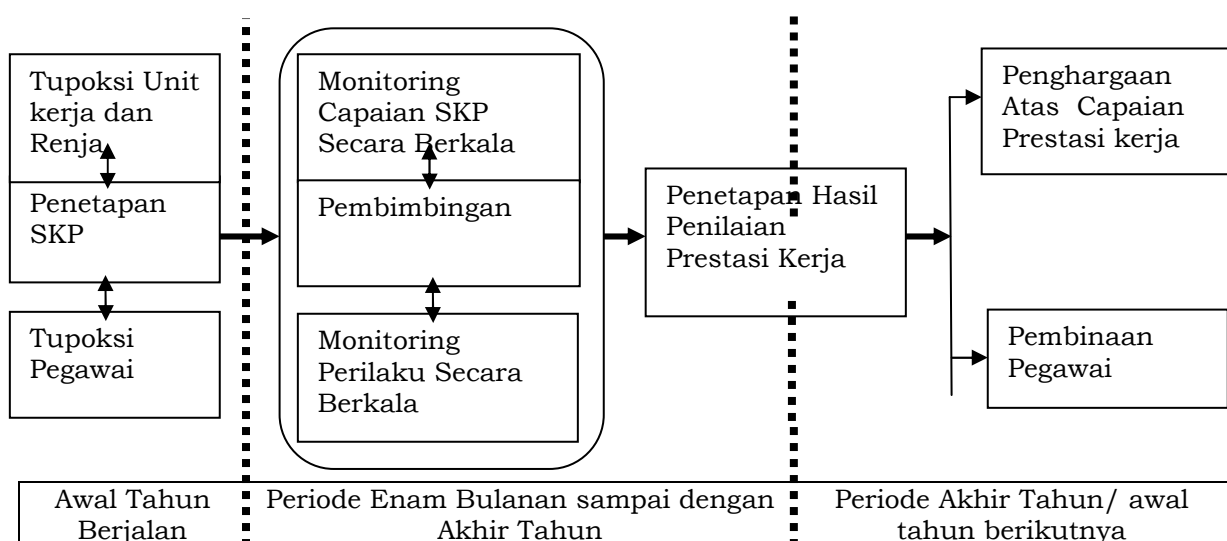 Tupoksi Unit
kerja dan
Renja
Penetapan
SKP
Tupoksi
Pegawai
Monitoring
Capaian SKP
Secara Berkala
Pembimbingan
Monitoring
Perilaku Secara
Berkala
Penetapan Hasil
Penilaian
Prestasi Kerja
Penghargaan
Atas Capaian
Prestasi kerja
Pembinaan
Pegawai
Awal Tahun
Berjalan
Periode Enam Bulanan sampai dengan
Akhir Tahun
Periode Akhir Tahun/ awal
tahun berikutnya